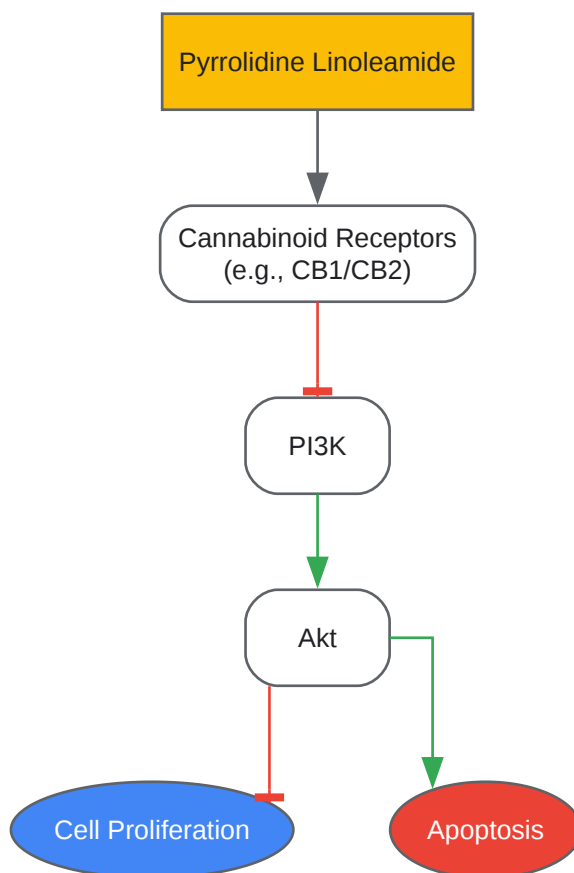 Pyrrolidine Linoleamide
Cannabinoid Receptors
(e.g., CB1/CB2)
PI3K
Akt
Cell Proliferation
Apoptosis